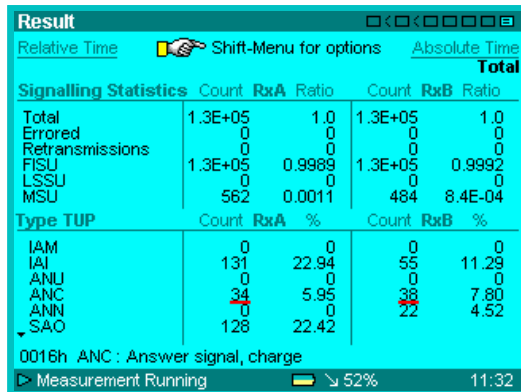 Result
Relative Time Shift-Menu for options Absolute Time
Total
Signalling Statistics Count RxA Ratio Count RxB Ratio
Total 1.3E+05 1.0 1.3E+05 1.0
Errored 0 0 0 0
Retransmissions 0 0 0 0
FISU 1.3E+05 0.9989 1.3E+05 0.9992
LSSU 0 0 0 0
MSU 562 0.0011 484 8.4E-04
Type TUP Count RxA % Count RxB %
IAM 0 0 0 0
IAI 131 22.94 55 11.29
ANU 0 0 0 0
ANC 34 5.95 38 7.80
ANN 0 0 22 4.52
SAO 128 22.42
0016h ANC : Answer signal, charge
Measurement Running 52% 11:32